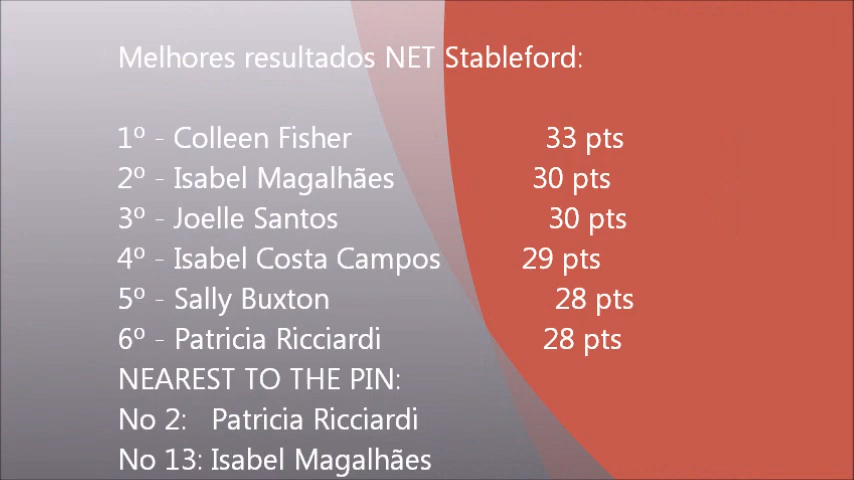 Melhores resultados NET Stableford:
1º - Colleen Fisher 33 pts
2º - Isabel Magalhães 30 pts
3º - Joelle Santos 30 pts
4º - Isabel Costa Campos 29 pts
5º - Sally Buxton 28 pts
6º - Patricia Ricciardi 28 pts
NEAREST TO THE PIN:
No 2: Patricia Ricciardi
No 13: Isabel Magalhães